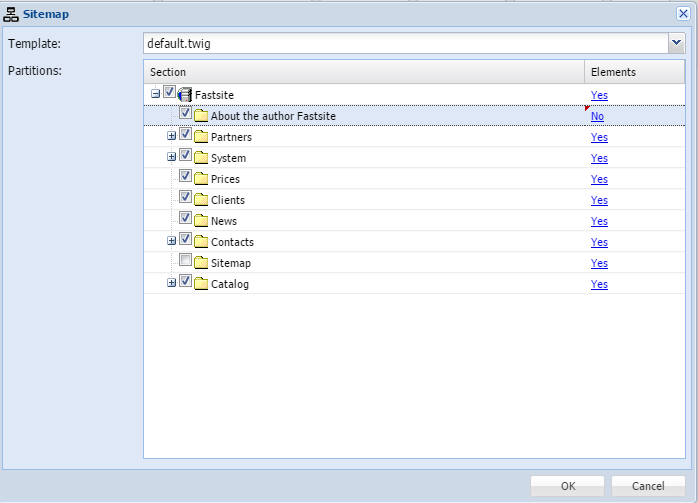 Sitemap
Template: default.twig
Partitions:
Section Elements
Fastsite Yes
About the author Fastsite No
Partners Yes
System Yes
Prices Yes
Clients Yes
News Yes
Contacts Yes
Sitemap Yes
Catalog Yes
OK Cancel